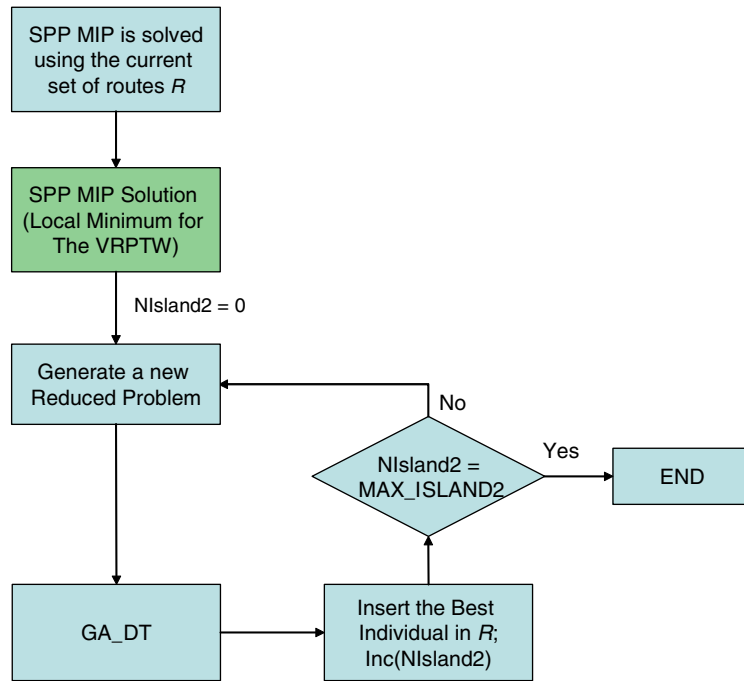 SPP MIP is solved
using the current
set of routes R
SPP MIP Solution
(Local Minimum for
The VRPTW)
NIsland2 = 0
Generate a new
Reduced Problem
No
NIsland2 =
MAX_ISLAND2
Yes
END
GA_DT
Insert the Best
Individual in R;
Inc(NIsland2)